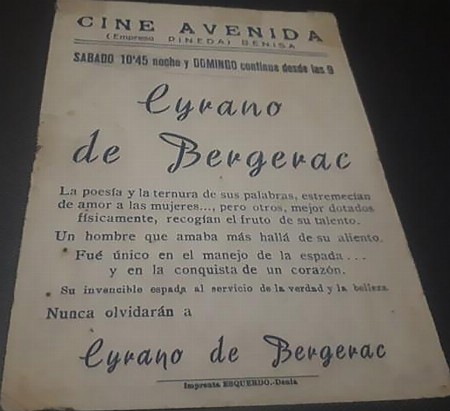 CINE AVENIDA
(Empresa PINEDA) BENISA
SABADO 10'45 noche y DOMINGO continua desde las 9
Cyrano
de Bergerac
La poesía y la ternura de sus palabras, estremecían
de amor a las mujeres..., pero otros, mejor dotados
físicamente, recogían el fruto de su talento.
Un hombre que amaba más hallá de su aliento.
Fué único en el manejo de la espada...
y en la conquista de un corazón.
Su invencible espada al servicio de la verdad y la belleza
Nunca olvidarán a
Cyrano de Bergerac
Imprenta ESQUERDO.-Denia